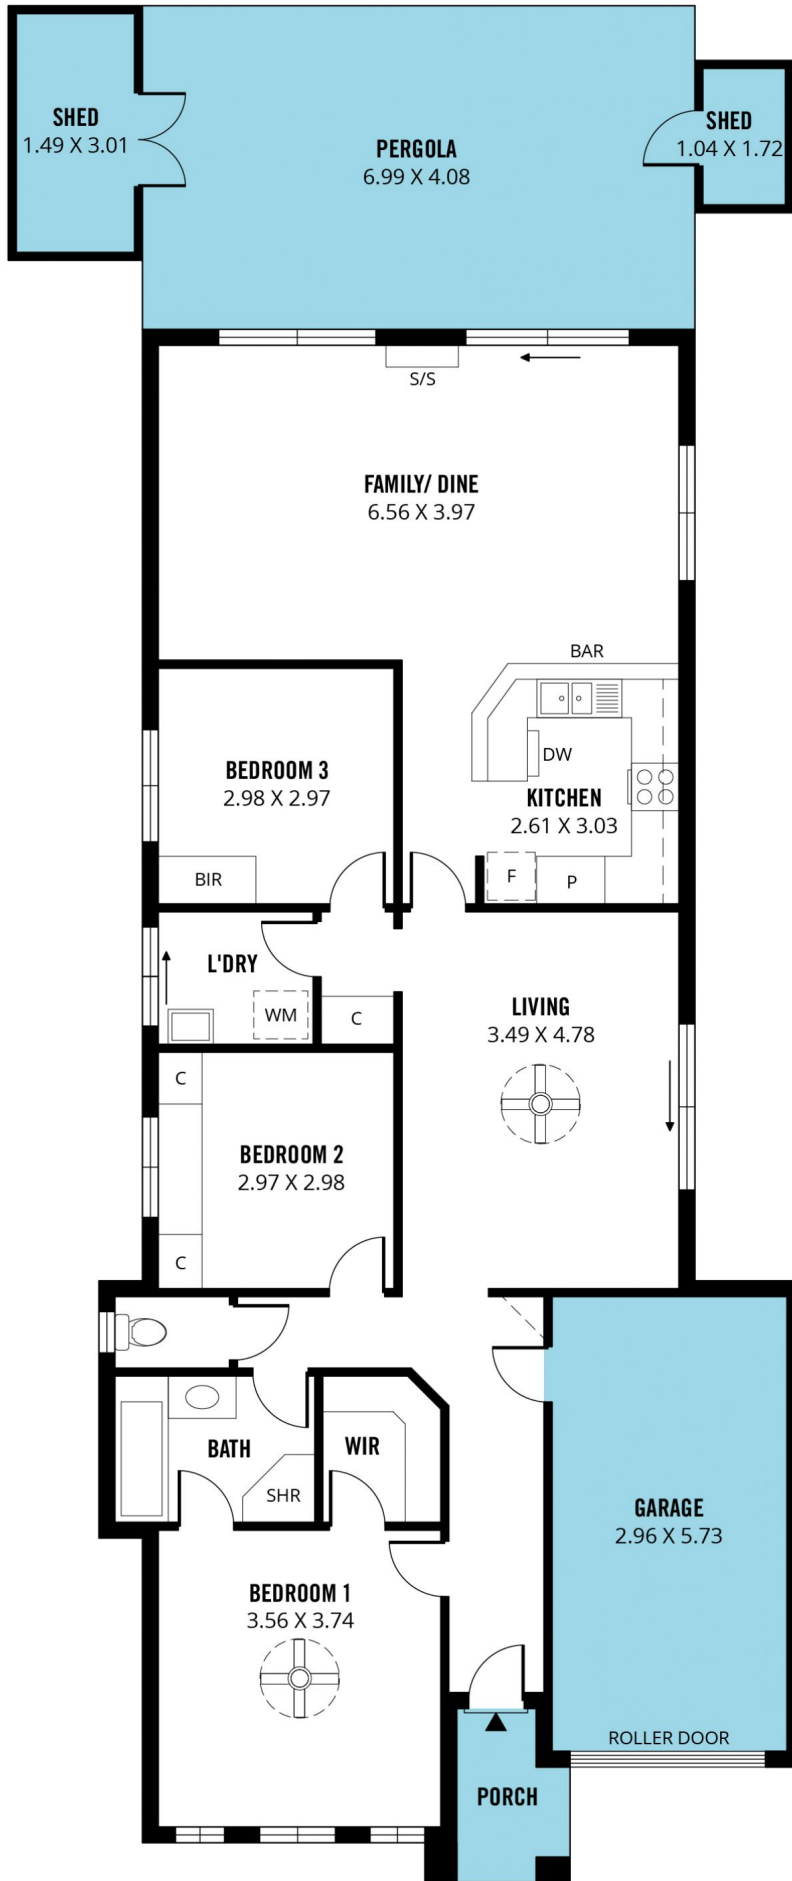 SHED
1.49 X 3.01
PERGOLA
6.99 X 4.08
SHED
1.04 X 1.72
S/S
FAMILY/ DINE
6.56 X 3.97
BAR
DW
KITCHEN
2.61 X 3.03
F
P
BEDROOM 3
2.98 X 2.97
BIR
L'DRY
WM
C
LIVING
3.49 X 4.78
C
BEDROOM 2
2.97 X 2.98
C
BATH
SHR
WIR
GARAGE
2.96 X 5.73
ROLLER DOOR
BEDROOM 1
3.56 X 3.74
PORCH